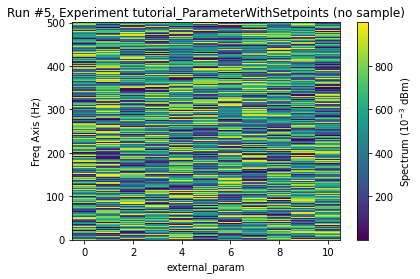 Run #5, Experiment tutorial_ParameterWithSetpoints (no sample)
500
400
300
200
100
0
Freq Axis (Hz)
0 2 4 6 8 10
external_param
800
600
400
200
Spectrum (10⁻³ dBm)